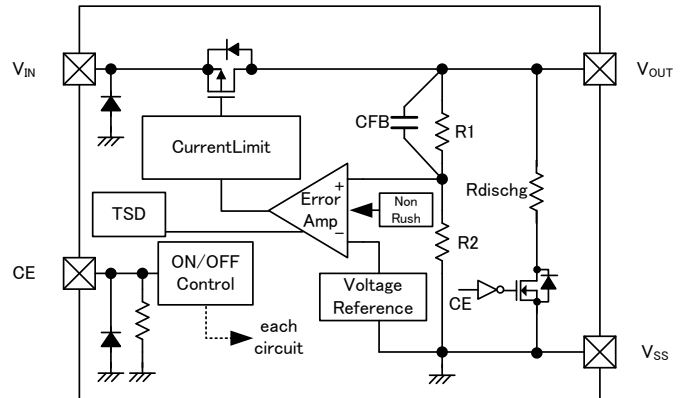 VIN
VOUT
CFB
R1
CurrentLimit
Rdischg
+
Error
Amp
−
Non
Rush
TSD
R2
CE
ON/OFF
Control
Voltage
Reference
CE
each
circuit
VSS